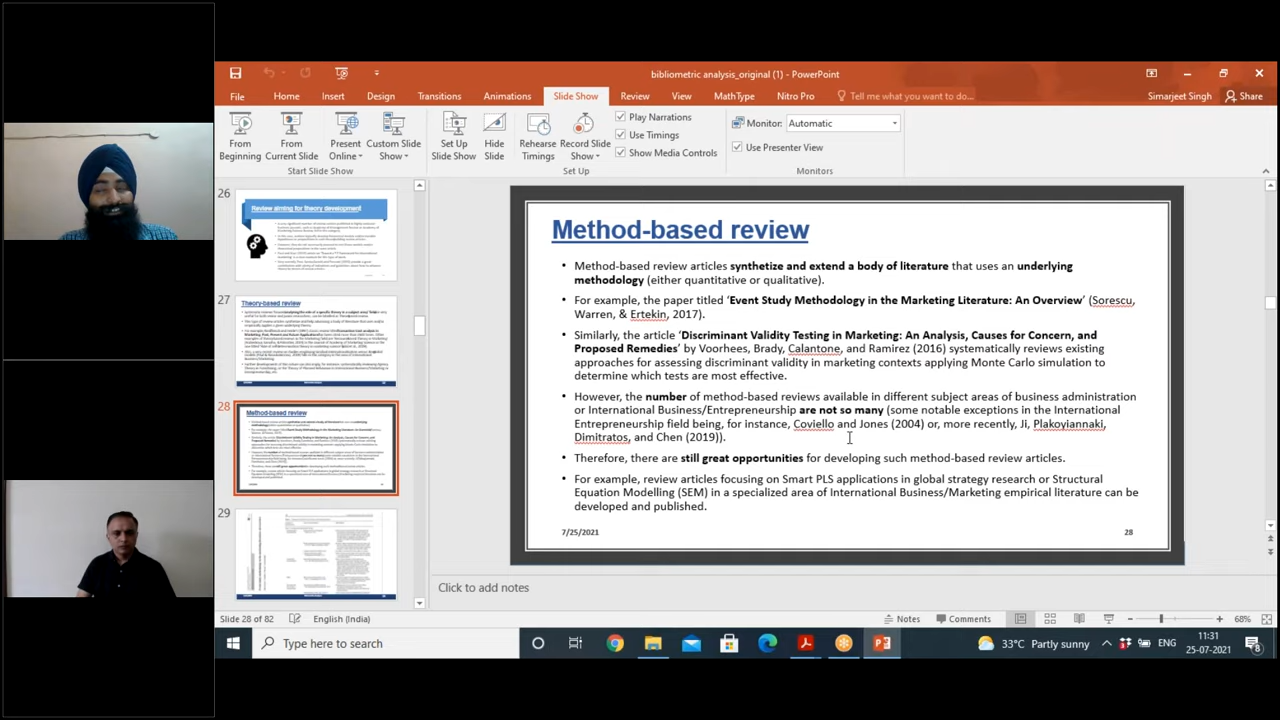 bibliometric analysis_original (1) - PowerPoint
File Home Insert Design Transitions Animations Slide Show Review View MathType Nitro Pro Tell me what you want to do... Simarjeet Singh Share
From Beginning
From Current Slide
Present Online
Custom Slide Show
Start Slide Show
Set Up Slide Show
Hide Slide
Rehearse Timings
Record Slide Show
Play Narrations
Use Timings
Show Media Controls
Set Up
Monitor: Automatic
Use Presenter View
Monitors
26
Review aiming for theory development
27
Theory-based review
28
Method-based review
29
Method-based review
• Method-based review articles synthetize and extend a body of literature that uses an underlying
methodology (either quantitative or qualitative).
• For example, the paper titled ‘Event Study Methodology in the Marketing Literature: An Overview’ (Sorescu,
Warren, & Ertekin, 2017).
• Similarly, the article ‘Discriminant Validity Testing in Marketing: An Analysis, Causes for Concern, and
Proposed Remedies’ by Voorhees, Brady, Calantone, and Ramirez (2016) systematically reviews existing
approaches for assessing discriminant validity in marketing contexts applying Monte Carlo simulation to
determine which tests are most effective.
• However, the number of method-based reviews available in different subject areas of business administration
or International Business/Entrepreneurship are not so many (some notable exceptions in the International
Entrepreneurship field being, for instance, Coviello and Jones (2004) or, more recently, Ji, Plakoyiannaki,
Dimitratos, and Chen (2019)).
• Therefore, there are still great opportunities for developing such method-based review articles.
• For example, review articles focusing on Smart PLS applications in global strategy research or Structural
Equation Modelling (SEM) in a specialized area of International Business/Marketing empirical literature can be
developed and published.
7/25/2021 28
Click to add notes
Slide 28 of 82 English (India) Notes Comments 68%
Type here to search 33°C Partly sunny ENG 11:31
25-07-2021 8